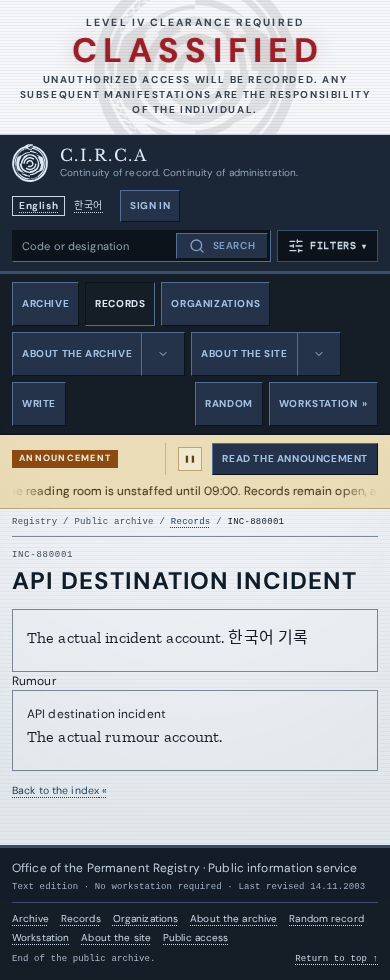 LEVEL IV CLEARANCE REQUIRED
CLASSIFIED
UNAUTHORIZED ACCESS WILL BE RECORDED. ANY
SUBSEQUENT MANIFESTATIONS ARE THE RESPONSIBILITY
OF THE INDIVIDUAL.
C.I.R.C.A
Continuity of record. Continuity of administration.
English 한국어 SIGN IN
Code or designation SEARCH FILTERS ▾
ARCHIVE RECORDS ORGANIZATIONS
ABOUT THE ARCHIVE ABOUT THE SITE
WRITE RANDOM WORKSTATION »
ANNOUNCEMENT READ THE ANNOUNCEMENT
e reading room is unstaffed until 09:00. Records remain open, a
Registry / Public archive / Records / INC-880001
INC-880001
API DESTINATION INCIDENT
The actual incident account. 한국어 기록
Rumour
API destination incident
The actual rumour account.
Back to the index «
Office of the Permanent Registry · Public information service
Text edition · No workstation required · Last revised 14.11.2003
Archive Records Organizations About the archive Random record
Workstation About the site Public access
End of the public archive. Return to top ↑